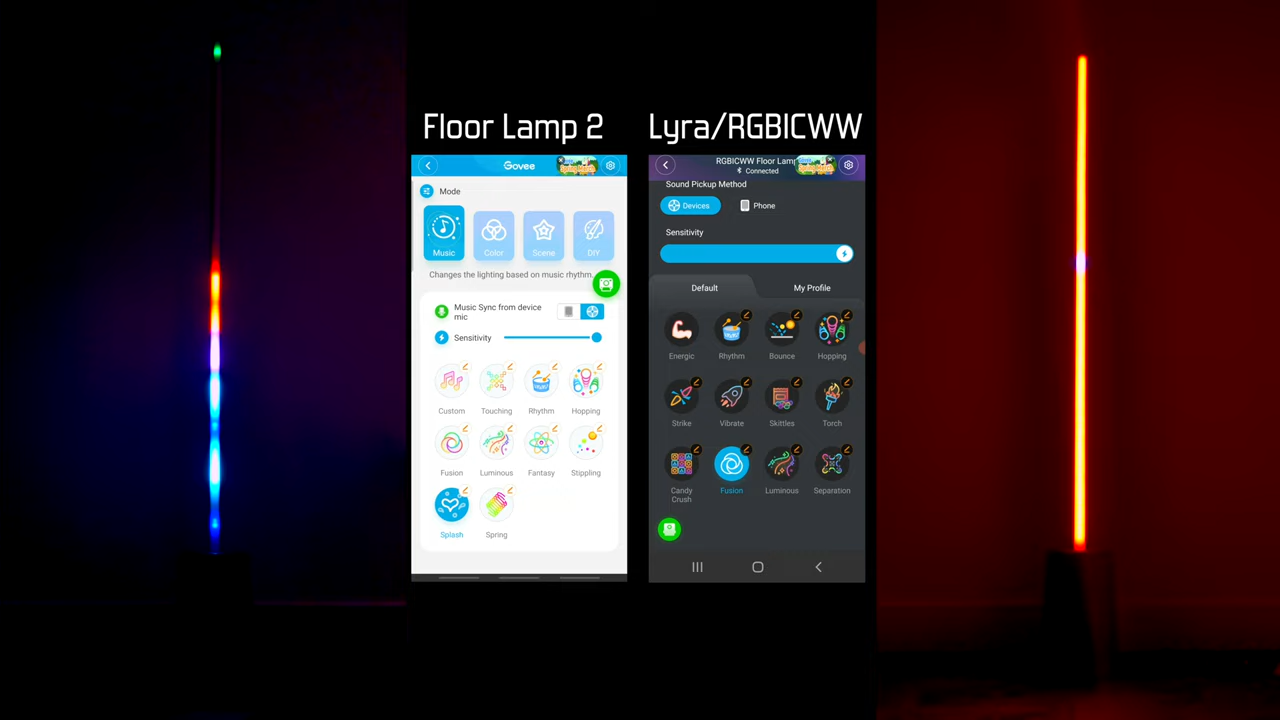 Floor Lamp 2
Govee
Mode
Music
Color
Scene
DIY
Changes the lighting based on music rhythm.
Music Sync from device
mic
Sensitivity
Custom
Touching
Rhythm
Hopping
Fusion
Luminous
Fantasy
Stippling
Splash
Spring
Lyra/RGBICWW
RGBICWW Floor Lamp
Connected
Sound Pickup Method
Devices
Phone
Sensitivity
Default
My Profile
Energic
Rhythm
Bounce
Hopping
Strike
Vibrate
Skittles
Torch
Candy
Crush
Fusion
Luminous
Separation